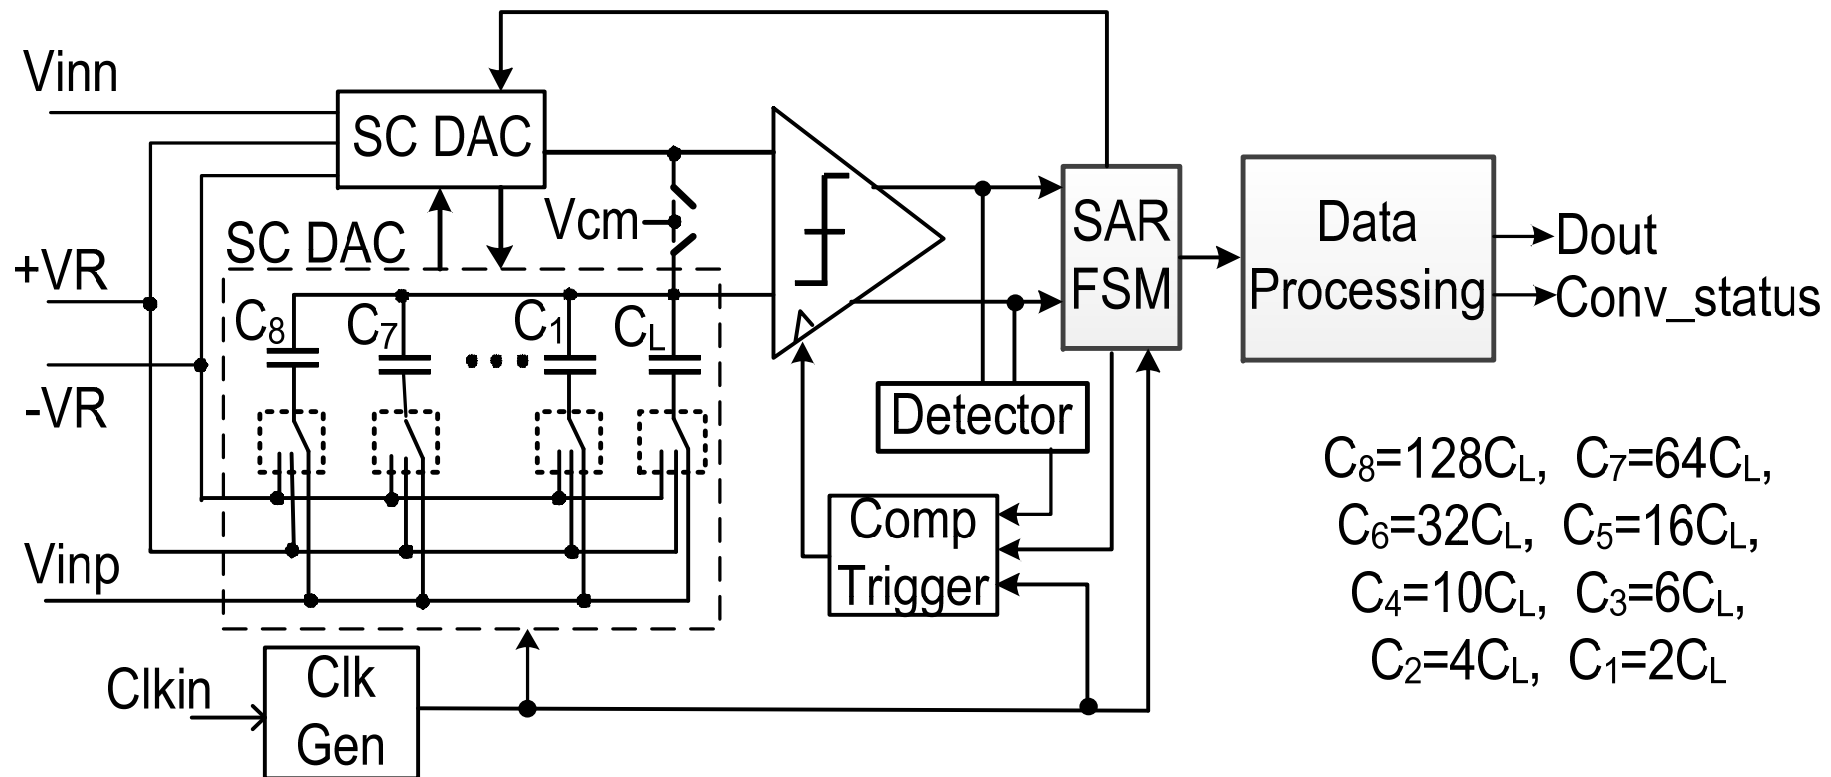 Vinn
SC DAC
Vcm
SC DAC
+VR
-VR
C8 C7 C1 CL
Vinp
Clkin
Clk
Gen
SAR
FSM
Data
Processing
Dout
Conv_status
Detector
Comp
Trigger
C8=128CL, C7=64CL,
C6=32CL, C5=16CL,
C4=10CL, C3=6CL,
C2=4CL, C1=2CL